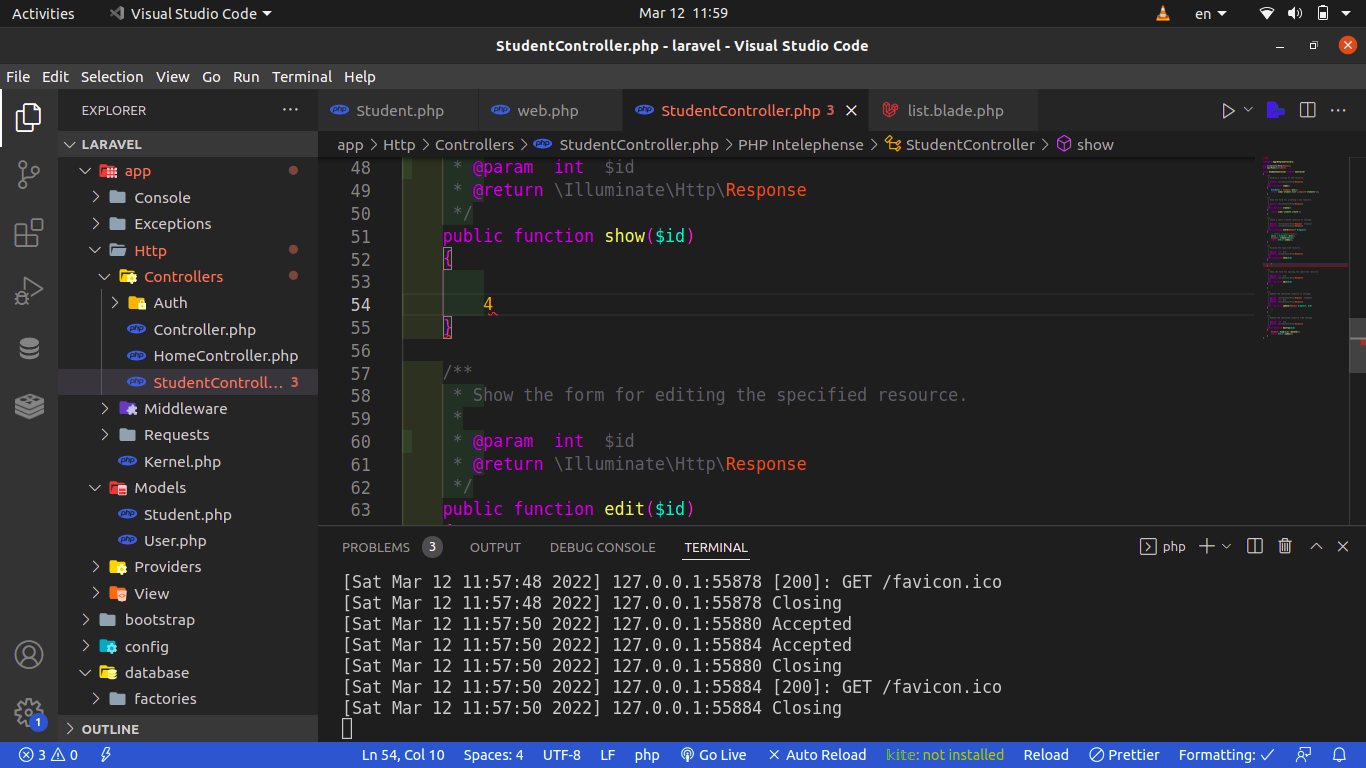 Activities
Visual Studio Code
Mar 12 11:59
en
StudentController.php - laravel - Visual Studio Code
File Edit Selection View Go Run Terminal Help
EXPLORER
LARAVEL
app
Console
Exceptions
Http
Controllers
Auth
Controller.php
HomeController.php
StudentControll... 3
Middleware
Requests
Kernel.php
Models
Student.php
User.php
Providers
View
bootstrap
config
database
factories
OUTLINE
1
Student.php
web.php
StudentController.php 3
list.blade.php
app > Http > Controllers > StudentController.php > PHP Intelephense > StudentController > show
48 * @param int $id
49 * @return \Illuminate\Http\Response
50 */
51 public function show($id)
52 {
53
54 4
55 }
56
57 /**
58 * Show the form for editing the specified resource.
59 *
60 * @param int $id
61 * @return \Illuminate\Http\Response
62 */
63 public function edit($id)
PROBLEMS 3 OUTPUT DEBUG CONSOLE TERMINAL
php
[Sat Mar 12 11:57:48 2022] 127.0.0.1:55878 [200]: GET /favicon.ico
[Sat Mar 12 11:57:48 2022] 127.0.0.1:55878 Closing
[Sat Mar 12 11:57:50 2022] 127.0.0.1:55880 Accepted
[Sat Mar 12 11:57:50 2022] 127.0.0.1:55884 Accepted
[Sat Mar 12 11:57:50 2022] 127.0.0.1:55880 Closing
[Sat Mar 12 11:57:50 2022] 127.0.0.1:55884 [200]: GET /favicon.ico
[Sat Mar 12 11:57:50 2022] 127.0.0.1:55884 Closing
3 0 Ln 54, Col 10 Spaces: 4 UTF-8 LF php Go Live Auto Reload kite: not installed Reload Prettier Formatting: